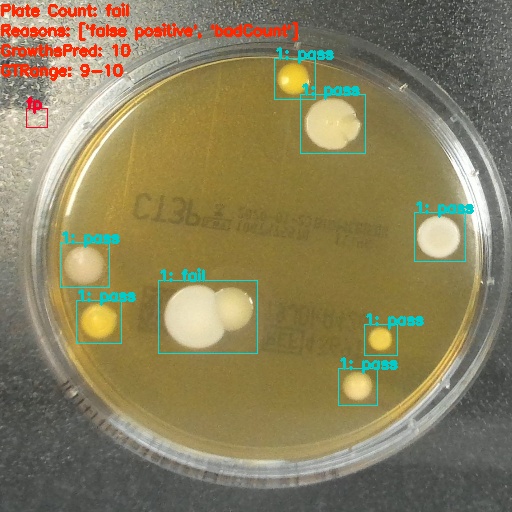 Plate Count: fail
Reasons: ['false positive', 'badCount']
GrowthsPred: 10
GTRange: 9-10
1: pass
1: pass
fp
1: pass
1: pass
1: fail
1: pass
1: pass
1: pass
CT3P